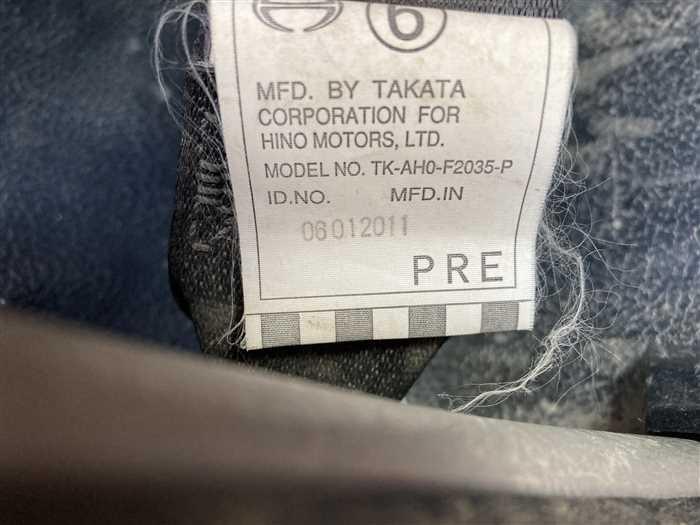 6
MFD. BY TAKATA
CORPORATION FOR
HINO MOTORS, LTD.
MODEL NO. TK-AH0-F2035-P
ID.NO. MFD.IN
06012011
PRE